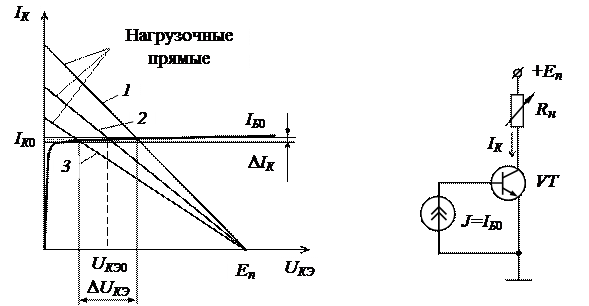 I_К
Нагрузочные
прямые
1
2
I_Б0
I_К0
ΔI_К
3
U_КЭ0
E_п
U_КЭ
ΔU_КЭ
+E_п
R_н
I_К
VT
J=I_Б0